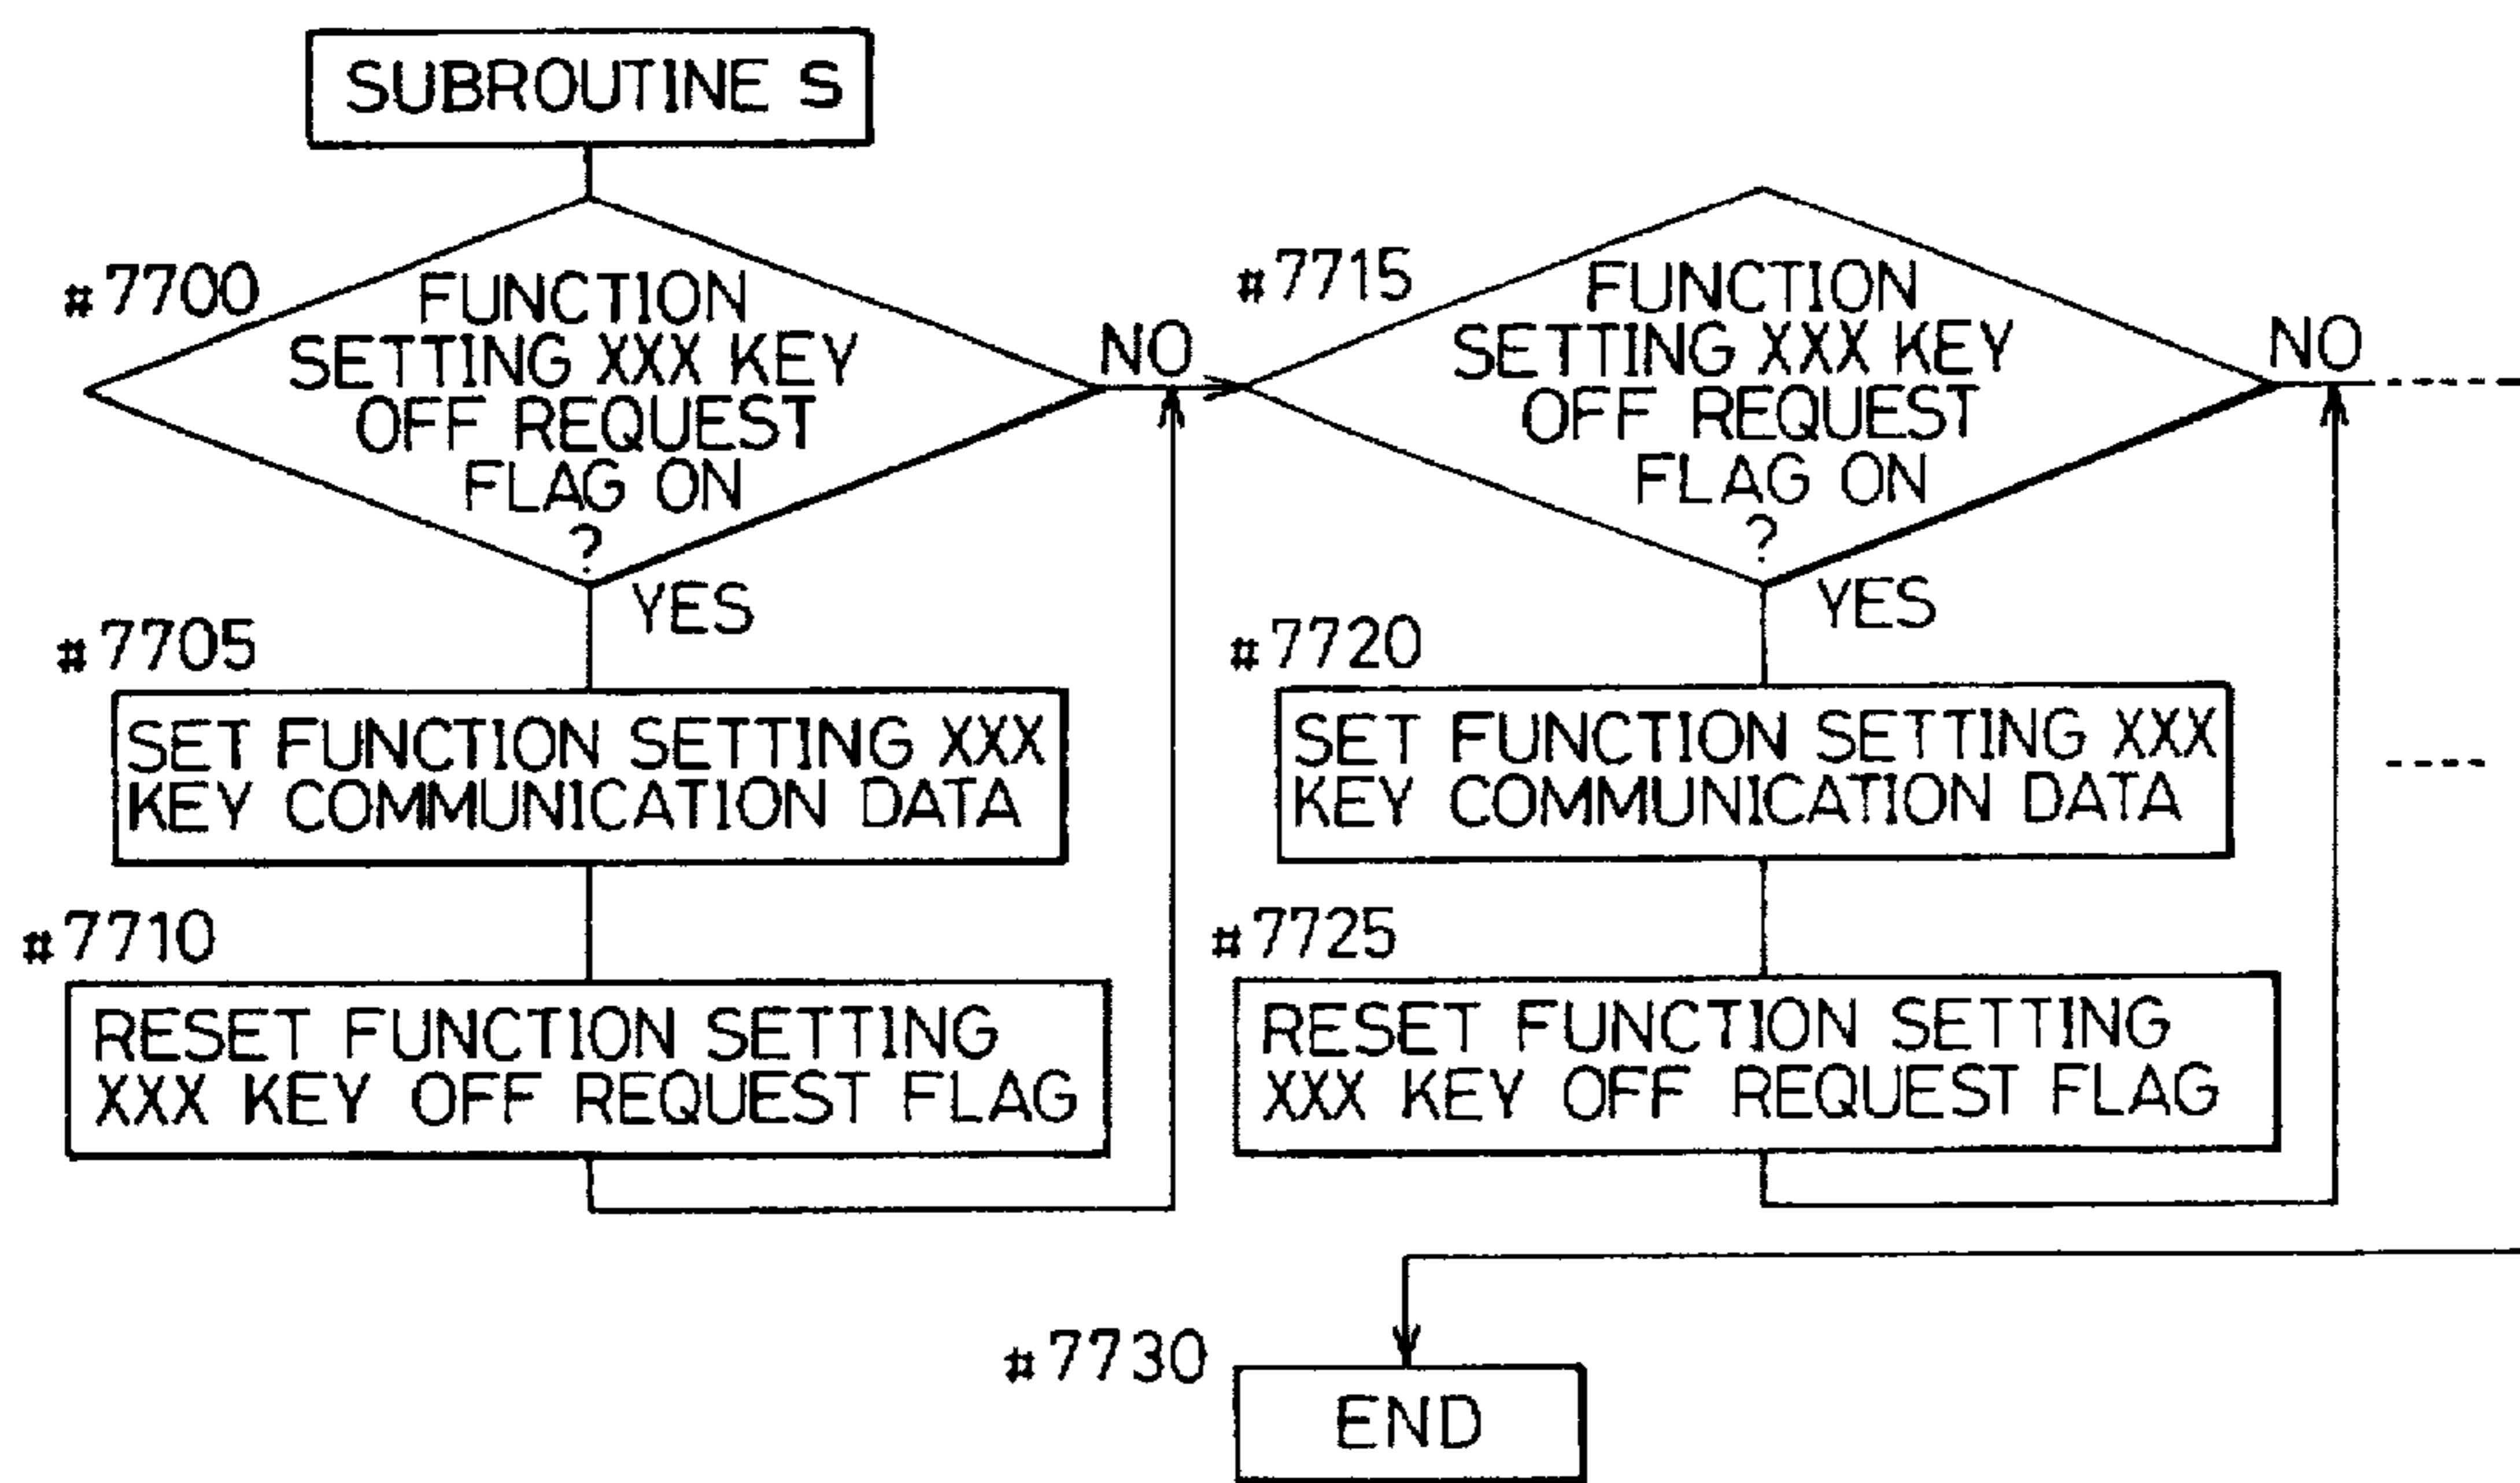 SUBROUTINE S
#7700
FUNCTION
SETTING XXX KEY
OFF REQUEST
FLAG ON
?
NO
YES
#7705
SET FUNCTION SETTING XXX
KEY COMMUNICATION DATA
#7710
RESET FUNCTION SETTING
XXX KEY OFF REQUEST FLAG
#7715
FUNCTION
SETTING XXX KEY
OFF REQUEST
FLAG ON
?
NO
YES
#7720
SET FUNCTION SETTING XXX
KEY COMMUNICATION DATA
#7725
RESET FUNCTION SETTING
XXX KEY OFF REQUEST FLAG
#7730
END